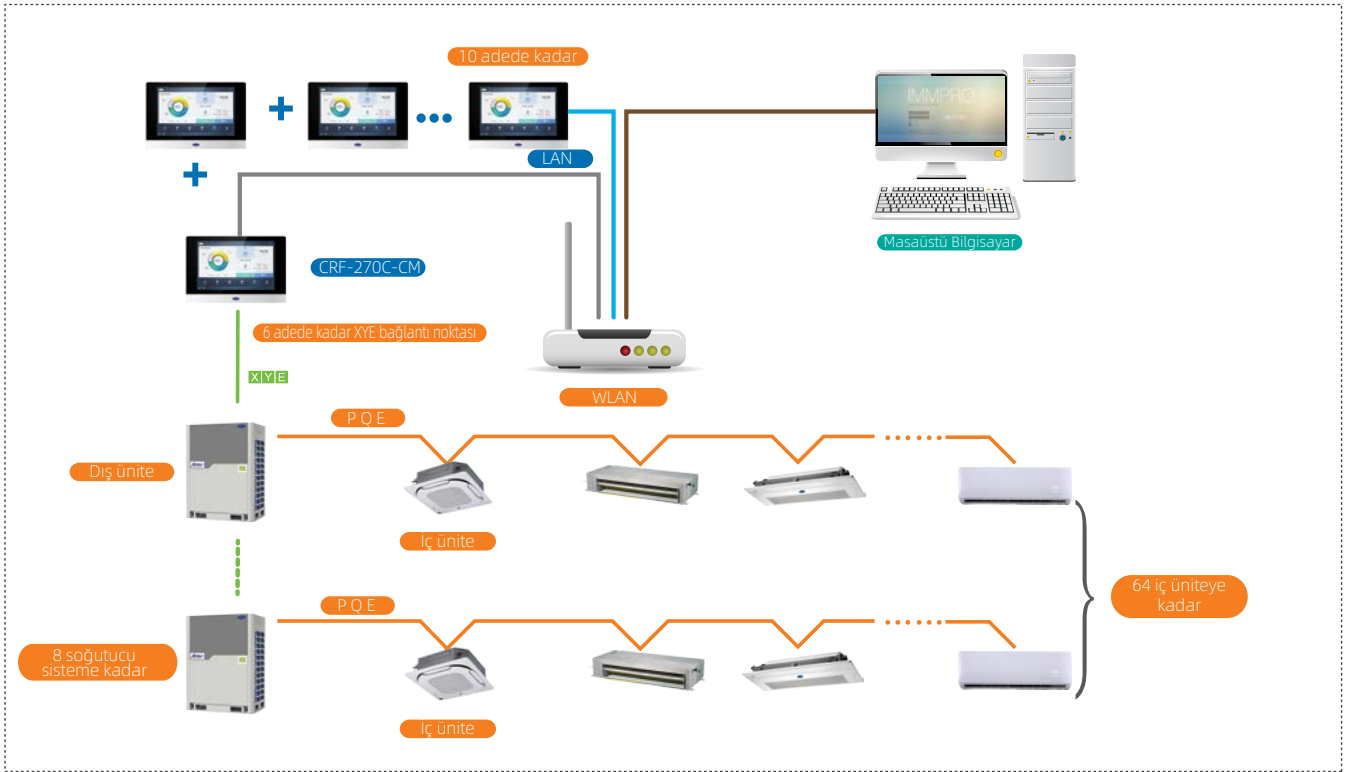 10 adede kadar
LAN
IMMPRO
Masaüstü Bilgisayar
CRF-270C-CM
6 adede kadar XYE bağlantı noktası
X Y E
WLAN
P Q E
Dış ünite
İç ünite
P Q E
64 iç üniteye
kadar
8 soğutucu
sisteme kadar
İç ünite